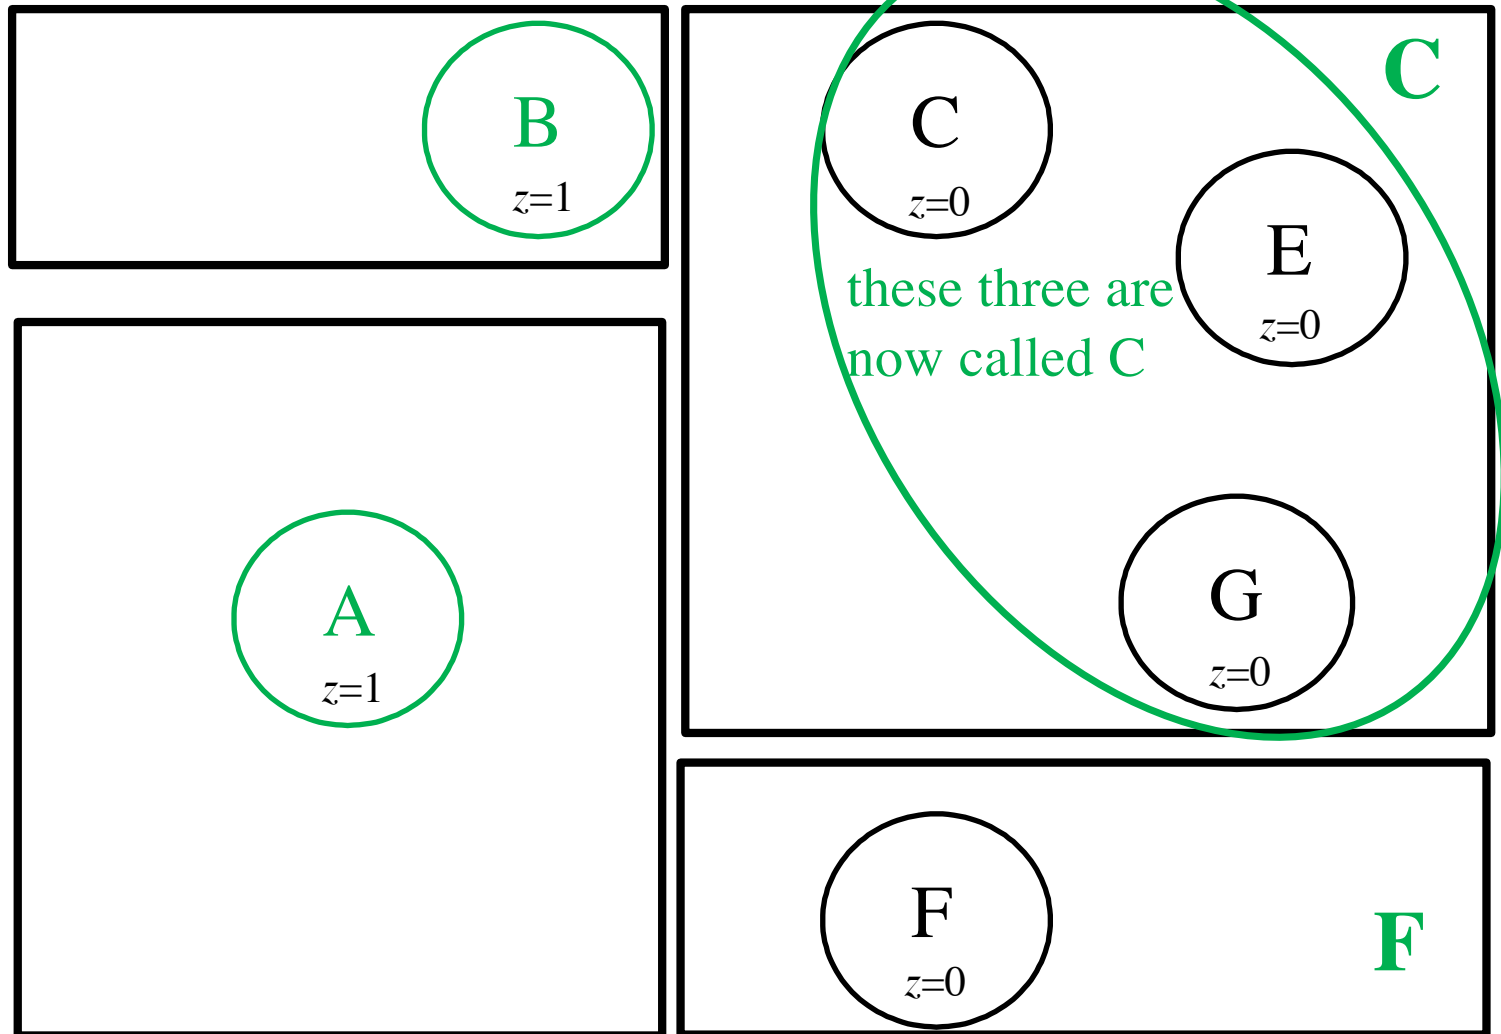 B
z=1
C
C
z=0
E
z=0
these three are
now called C
A
z=1
G
z=0
F
z=0
F